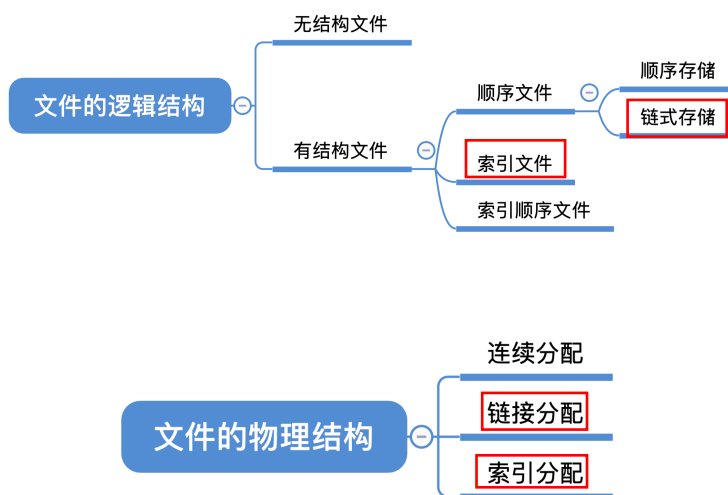 无结构文件
顺序存储
顺序文件
文件的逻辑结构
链式存储
有结构文件
索引文件
索引顺序文件
连续分配
链接分配
文件的物理结构
索引分配